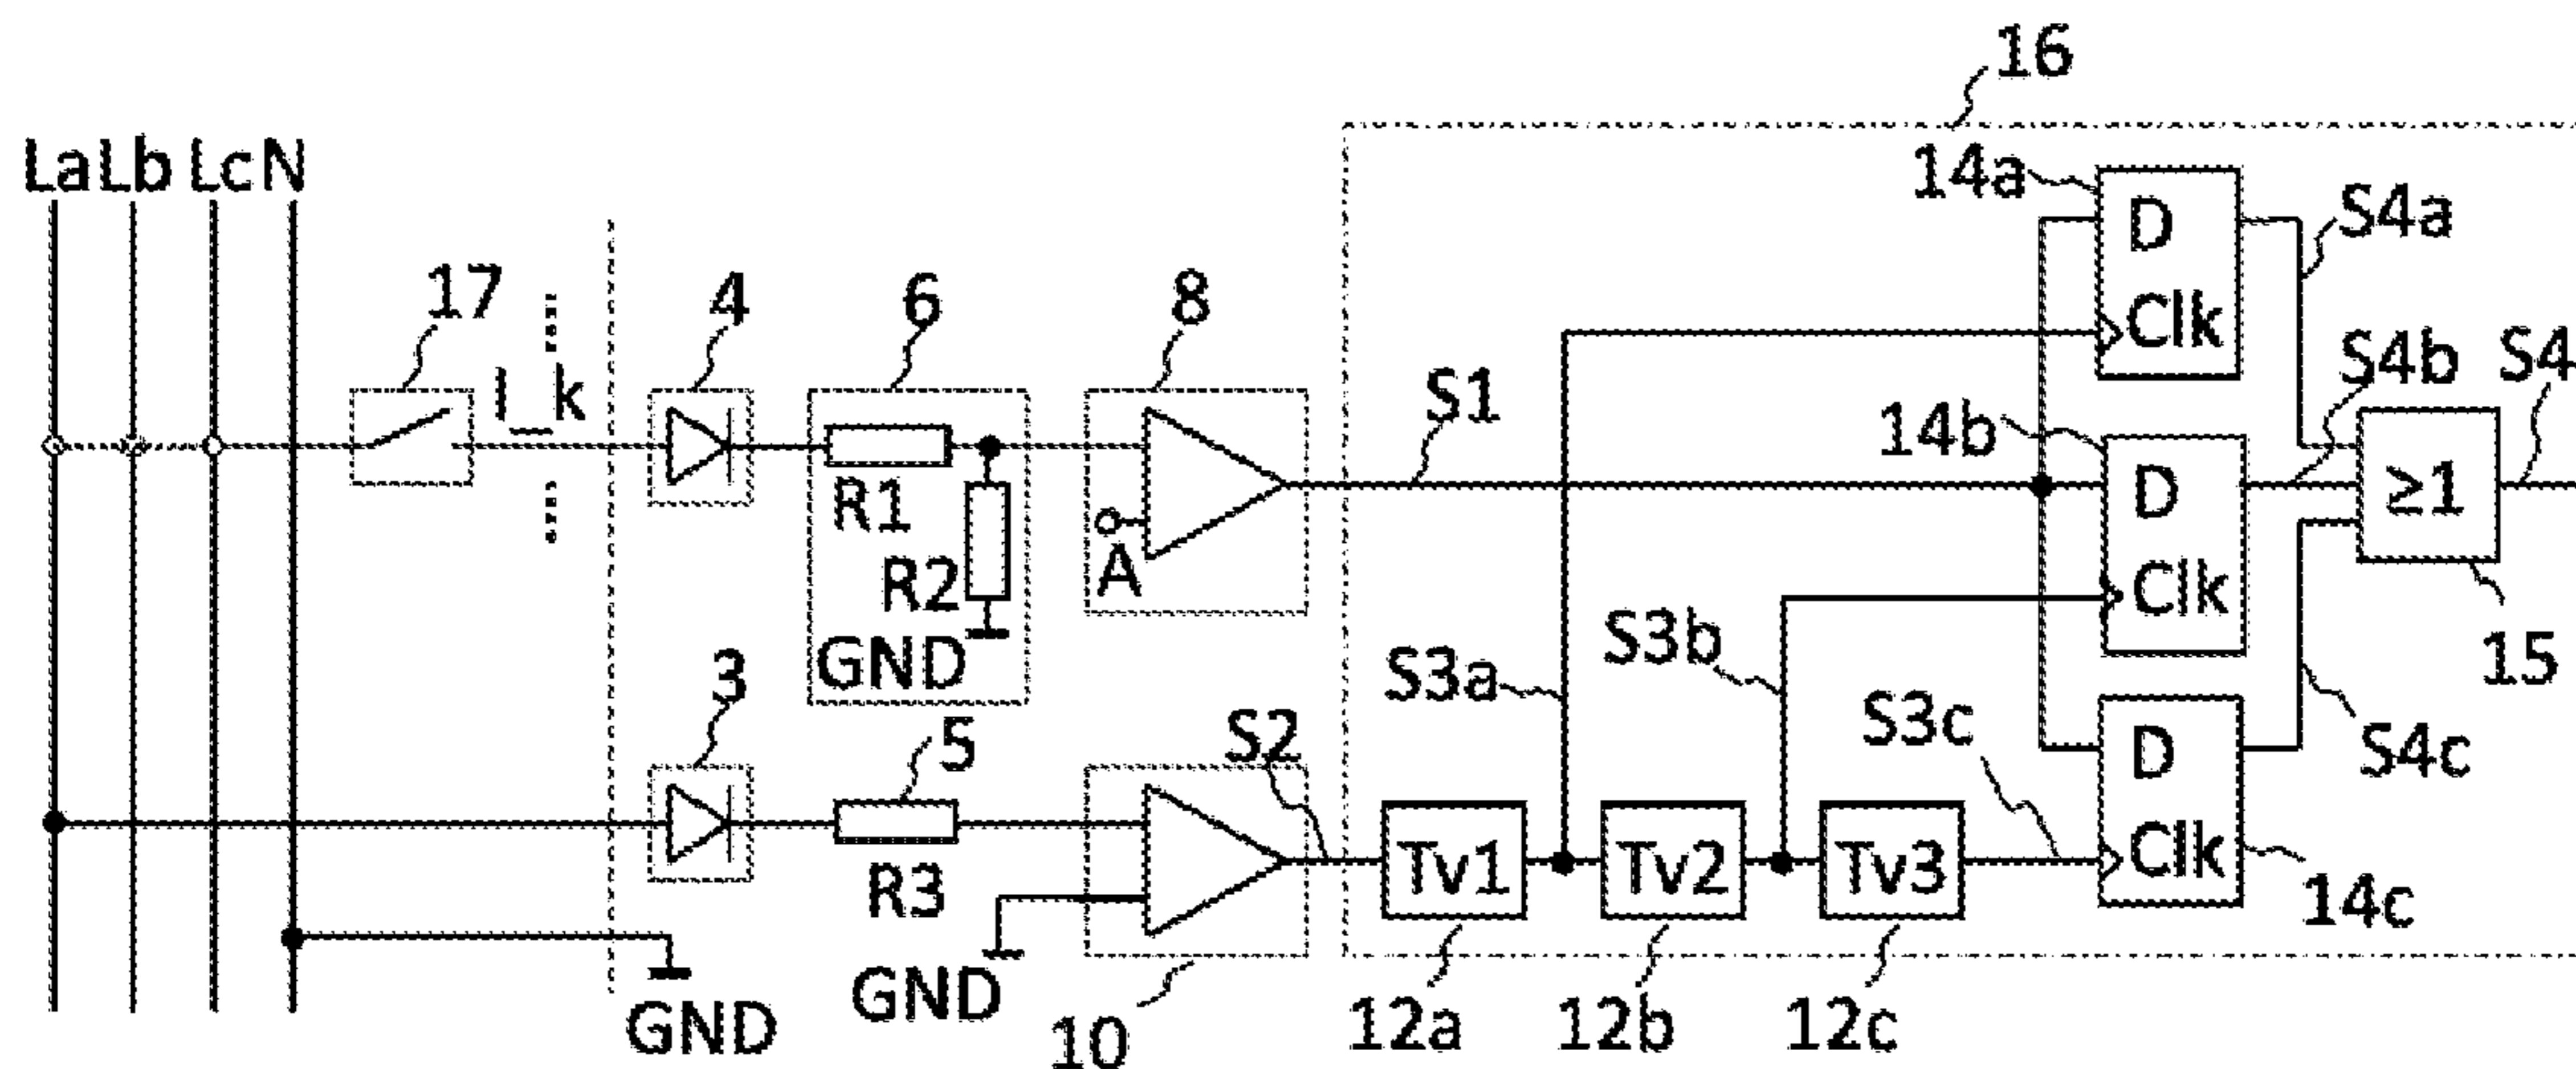 16
La Lb Lc N
14a
D
S4a
17
4
6
8
Clk
S4b
S4
I_k
S1
14b
D
≥1
R1
A
R2
Clk
GND
S3b
15
S3a
3
S3c
5
S2
D
S4c
Clk
Tv1
Tv2
Tv3
R3
14c
GND
GND
10
12a
12b
12c